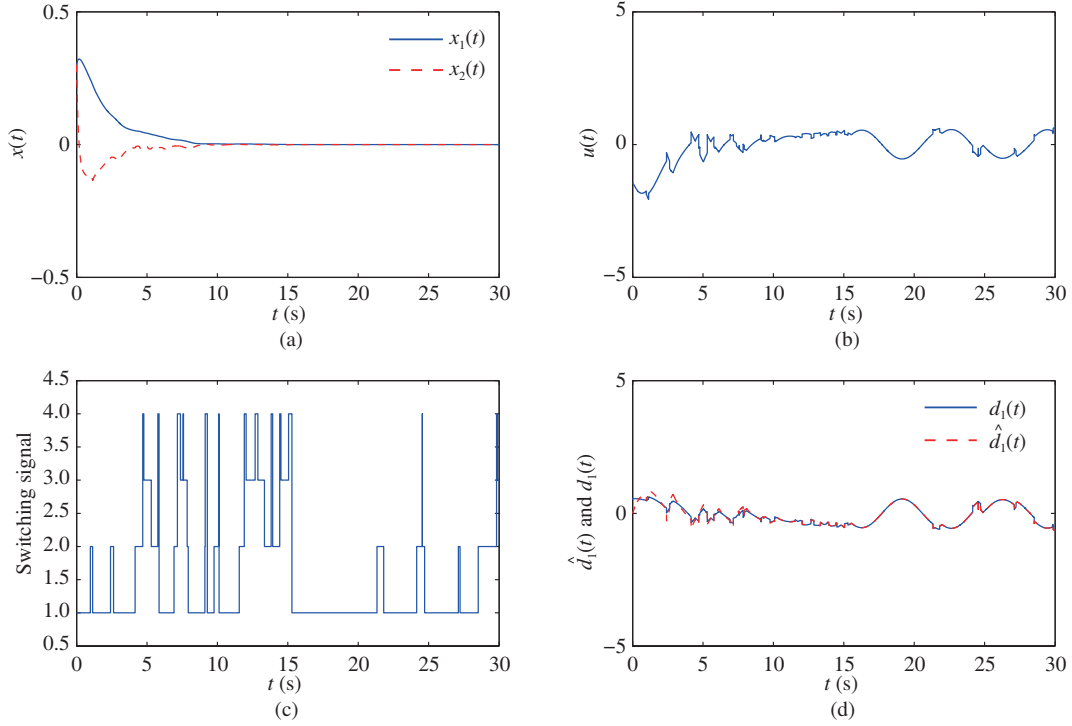 0.5
x₁(t)
x₂(t)
x(t)
0
−0.5
0 5 10 15 20 25 30
t (s)
(a)
5
u(t)
0
−5
0 5 10 15 20 25 30
t (s)
(b)
4.5
4.0
3.5
3.0
2.5
2.0
1.5
1.0
0.5
Switching signal
0 5 10 15 20 25 30
t (s)
(c)
5
d₁(t)
d̂₁(t)
d̂₁(t) and d₁(t)
0
−5
0 5 10 15 20 25 30
t (s)
(d)